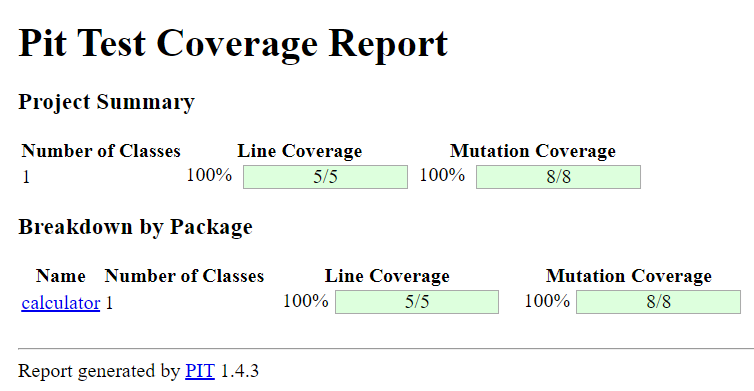 Pit Test Coverage Report
Project Summary
Number of Classes Line Coverage Mutation Coverage
1 100% 5/5 100% 8/8
Breakdown by Package
Name Number of Classes Line Coverage Mutation Coverage
calculator 1 100% 5/5 100% 8/8
Report generated by PIT 1.4.3